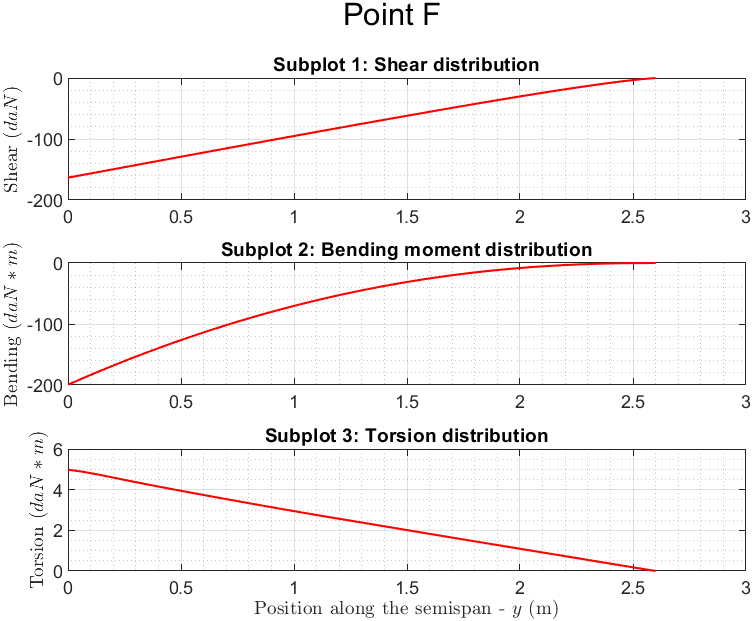 Point F
Subplot 1: Shear distribution
Shear (daN)
0
-100
-200
0 0.5 1 1.5 2 2.5 3
Subplot 2: Bending moment distribution
Bending (daN * m)
0
-100
-200
0 0.5 1 1.5 2 2.5 3
Subplot 3: Torsion distribution
Torsion (daN * m)
6
4
2
0
0 0.5 1 1.5 2 2.5 3
Position along the semispan - y (m)